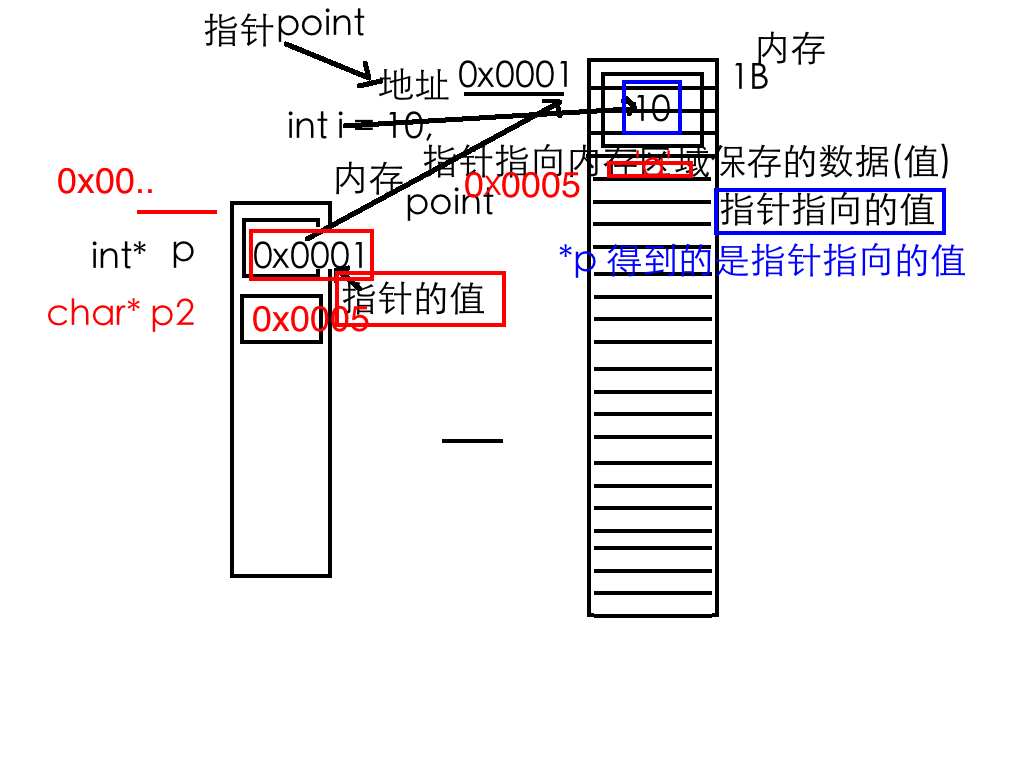 指针point
内存
地址 0x0001
1B
int i = 10;
10
指针指向内存区域保存的数据(值)
0x00..
内存
0x0005
point
指针指向的值
int* p
0x0001
*p 得到的是指针指向的值
指针的值
char* p2
0x0005